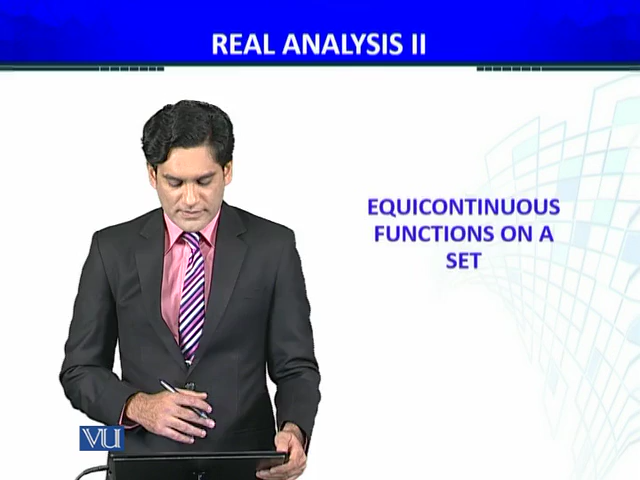 REAL ANALYSIS II
EQUICONTINUOUS
FUNCTIONS ON A
SET
VU